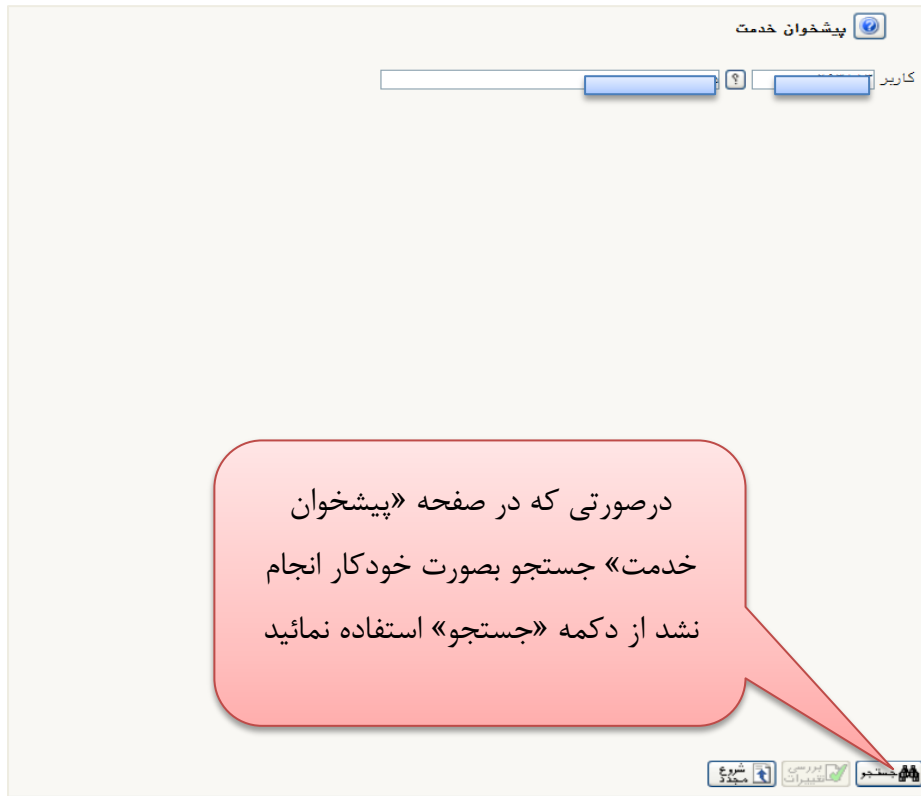 پیشخوان خدمت
کاربر
درصورتی که در صفحه «پیشخوان
خدمت» جستجو بصورت خودکار انجام
نشد از دکمه «جستجو» استفاده نمائید
جستجو
بررسی
تغییرات
شروع
مجدد